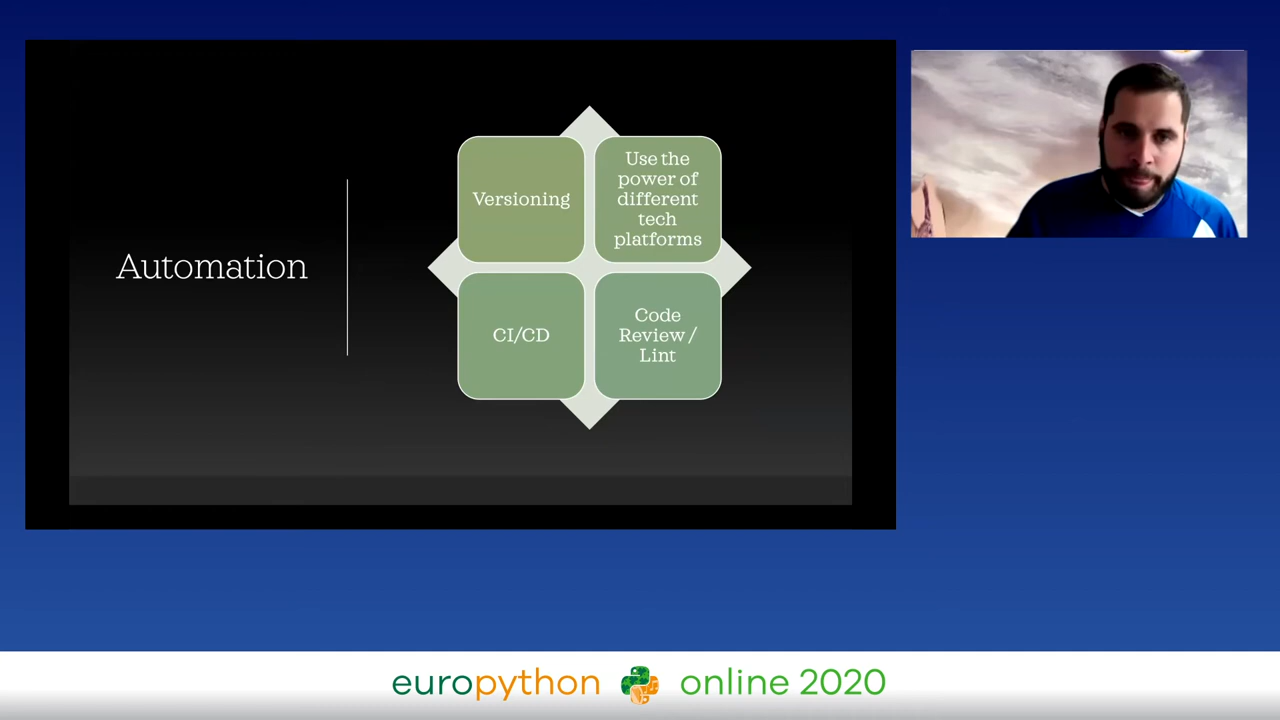 Automation
Versioning
Use the
power of
different
tech
platforms
CI/CD
Code
Review /
Lint
europython online 2020